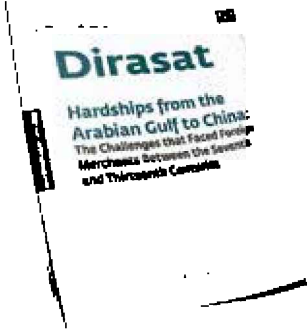 Dirasat
Hardships from the
Arabian Gulf to China:
The Challenges that Faced Foreign
Merchants Between the Seventh
and Thirteenth Centuries